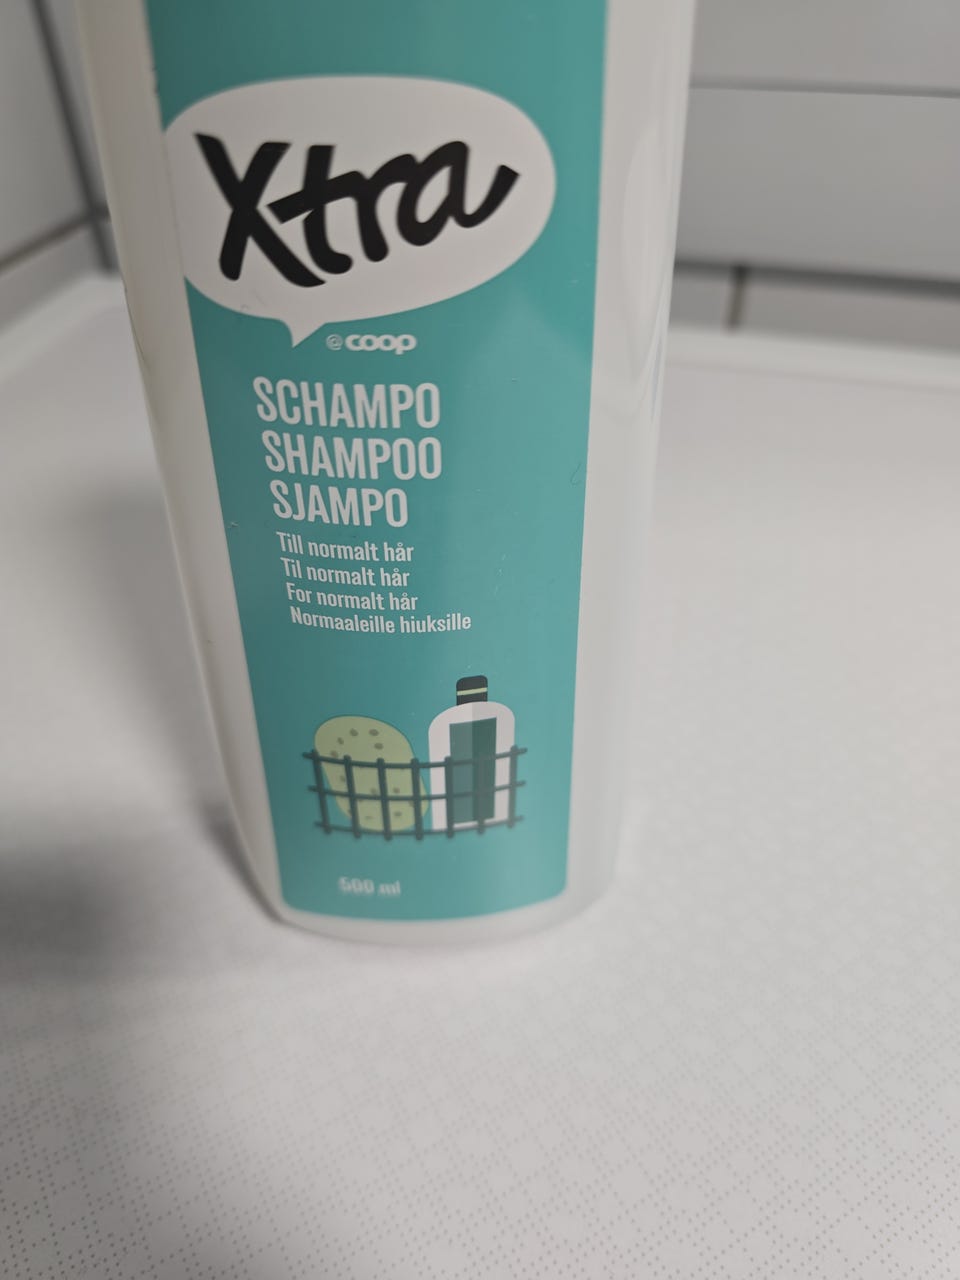 Xtra
@coop
SCHAMPO
SHAMPOO
SJAMPO
Till normalt hår
Til normalt hår
For normalt hår
Normaaleille hiuksille
500 ml